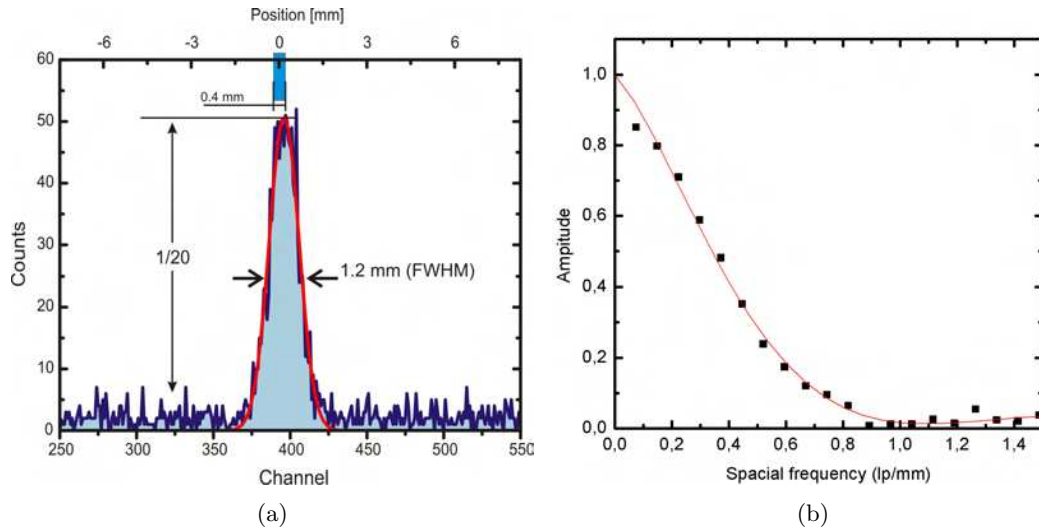 Position [mm]
-6 -3 0 3 6
60
50
40
30
20
10
0
Counts
0.4 mm
1/20
1.2 mm (FWHM)
250 300 350 400 450 500 550
Channel
(a)
1,0
0,8
0,6
0,4
0,2
0,0
Ampitude
0,0 0,2 0,4 0,6 0,8 1,0 1,2 1,4
Spacial frequency (lp/mm)
(b)